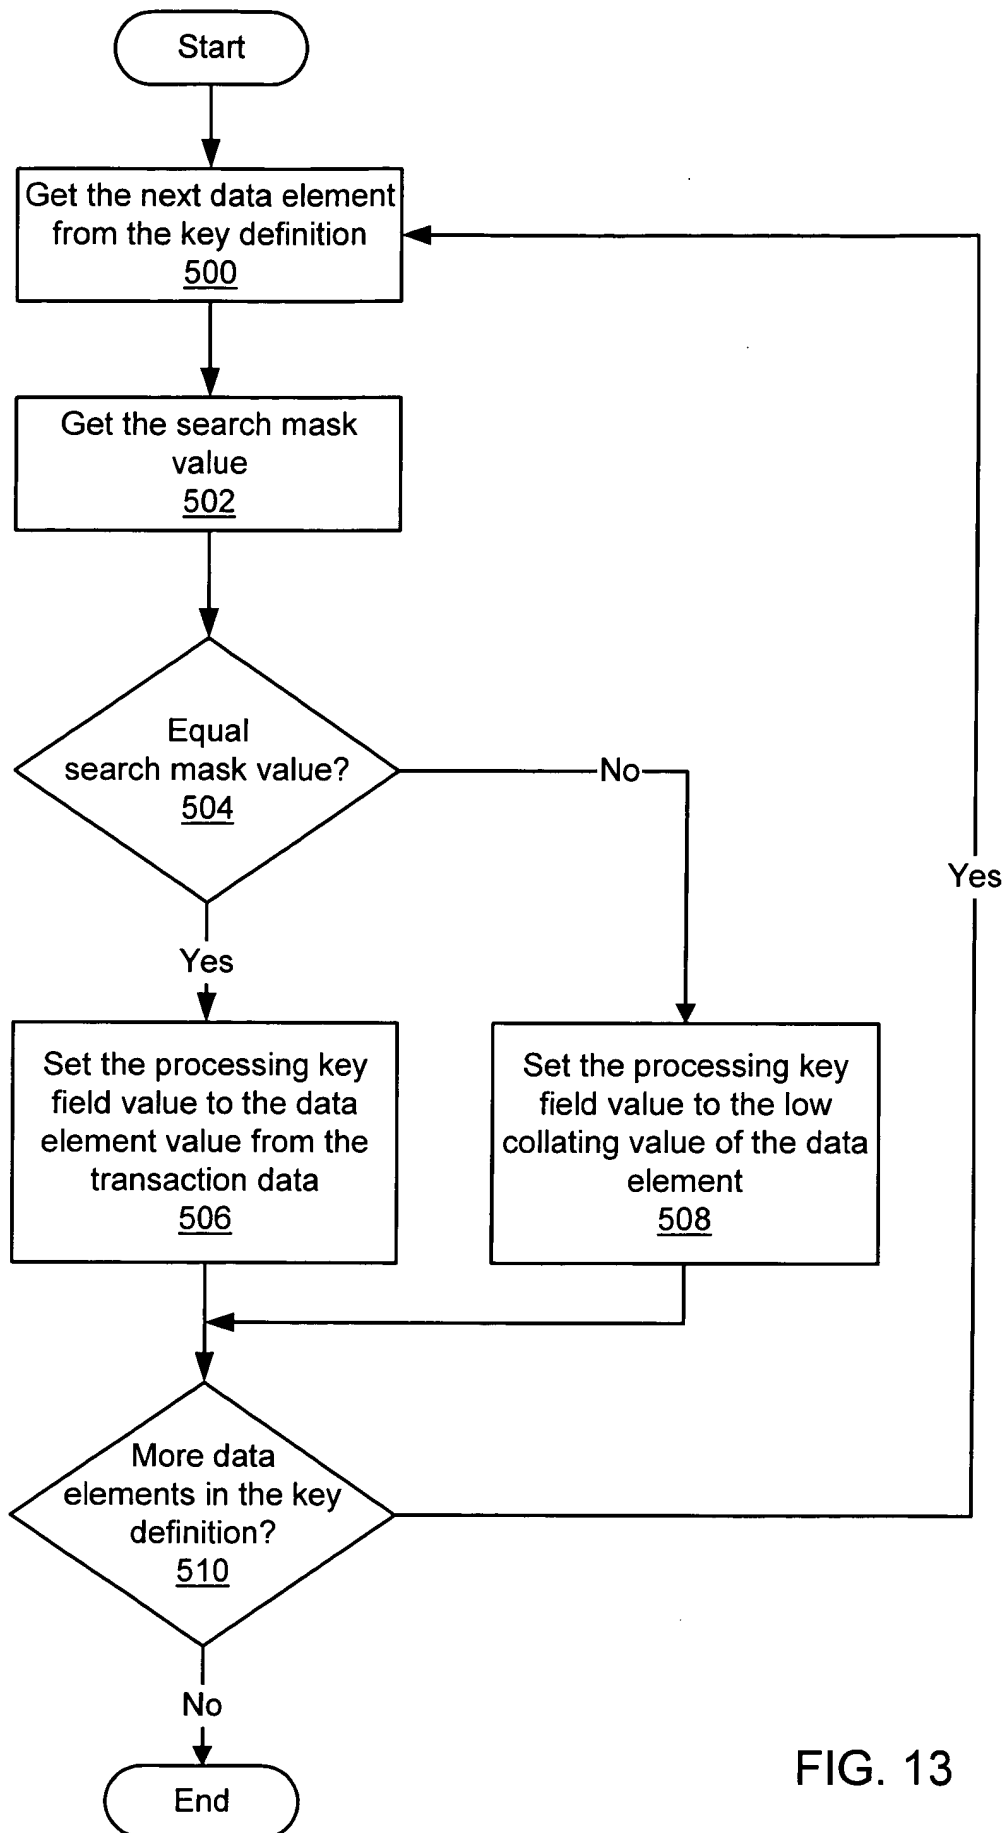 Start
Get the next data element
from the key definition
500
Get the search mask
value
502
Equal
search mask value?
504
No
Yes
Yes
Set the processing key
field value to the data
element value from the
transaction data
506
Set the processing key
field value to the low
collating value of the data
element
508
More data
elements in the key
definition?
510
No
End
FIG. 13